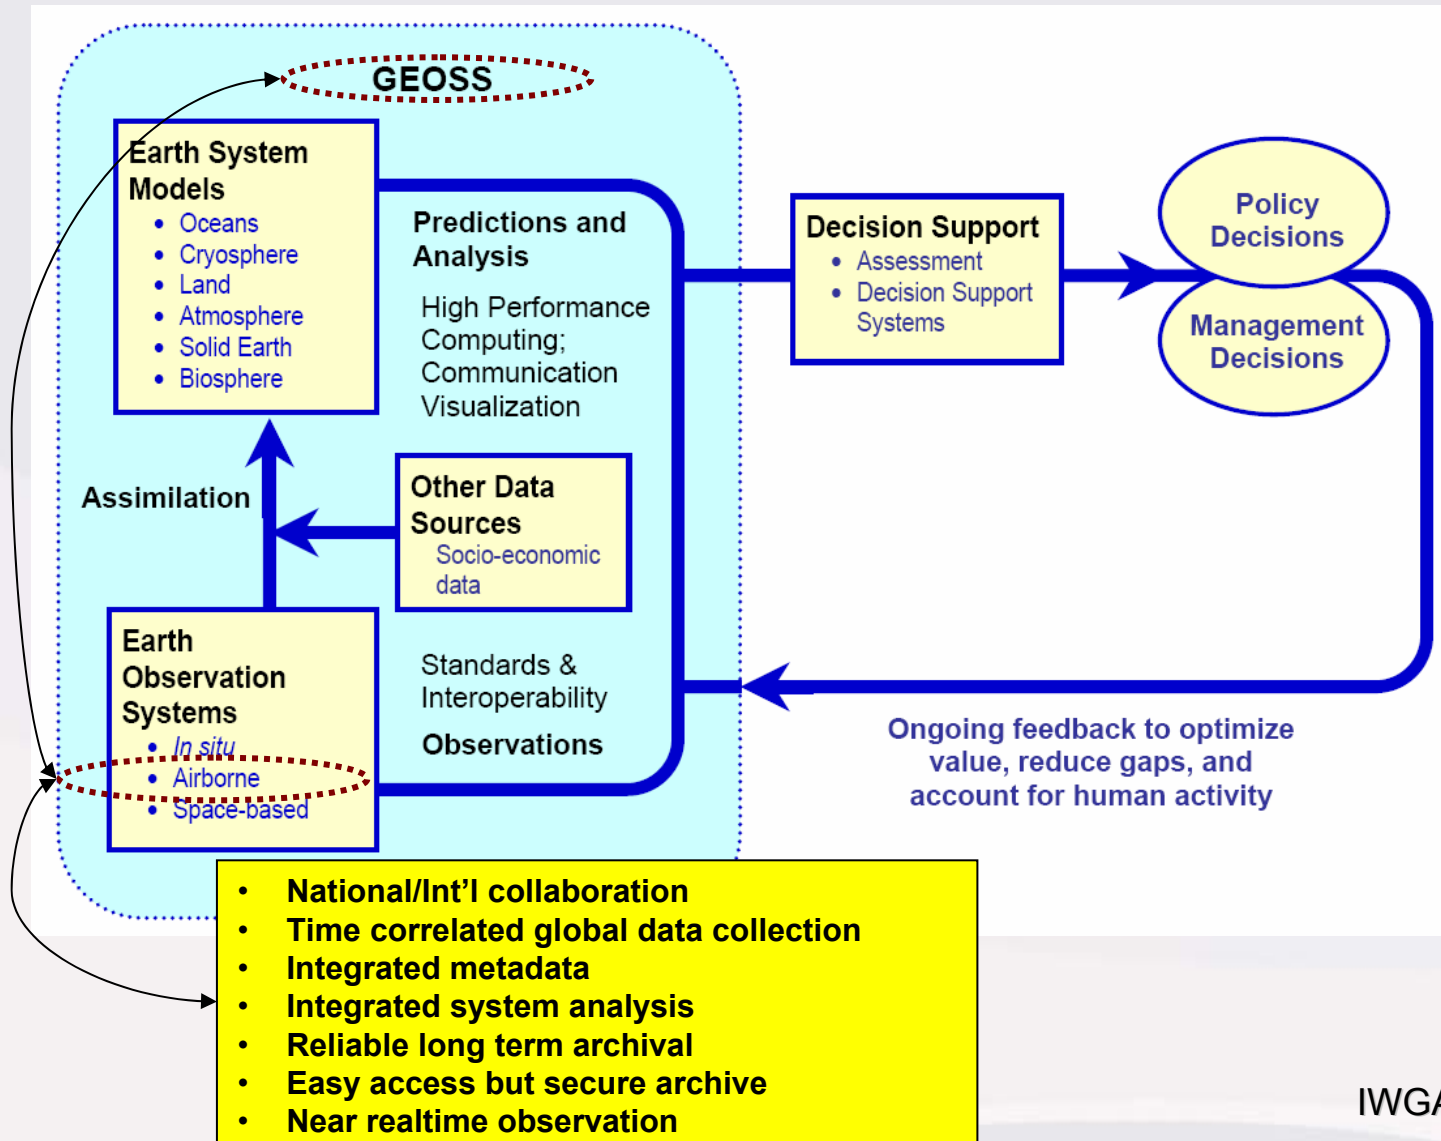 GEOSS
Earth System
Models
• Oceans
• Cryosphere
• Land
• Atmosphere
• Solid Earth
• Biosphere
Predictions and
Analysis
High Performance
Computing;
Communication
Visualization
Decision Support
• Assessment
• Decision Support
Systems
Policy
Decisions
Management
Decisions
Assimilation
Other Data
Sources
Socio-economic
data
Earth
Observation
Systems
• In situ
• Airborne
• Space-based
Standards &
Interoperability
Observations
Ongoing feedback to optimize
value, reduce gaps, and
account for human activity
• National/Int'l collaboration
• Time correlated global data collection
• Integrated metadata
• Integrated system analysis
• Reliable long term archival
• Easy access but secure archive
• Near realtime observation